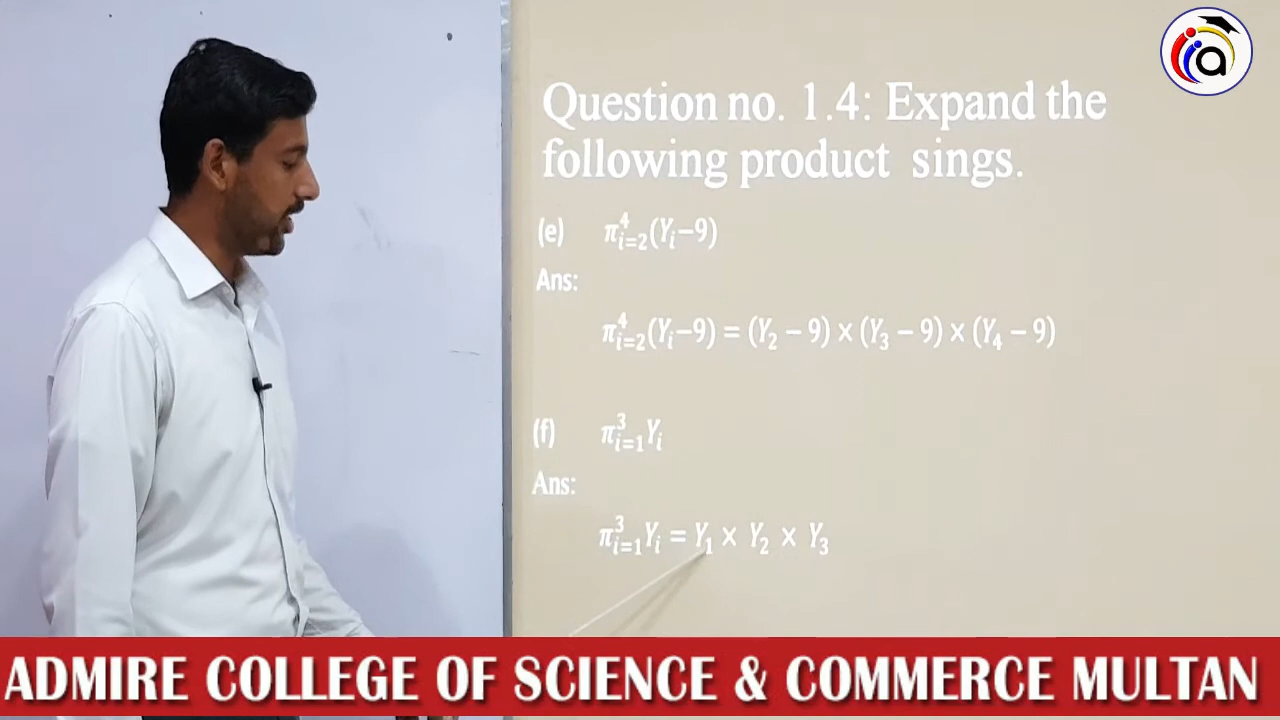 Question no. 1.4: Expand the
following product sings.
(e) π⁴ᵢ₌₂(Yᵢ−9)
Ans:
π⁴ᵢ₌₂(Yᵢ−9) = (Y₂ − 9) × (Y₃ − 9) × (Y₄ − 9)
(f) π³ᵢ₌₁Yᵢ
Ans:
π³ᵢ₌₁Yᵢ = Y₁ × Y₂ × Y₃
a
ADMIRE COLLEGE OF SCIENCE & COMMERCE MULTAN